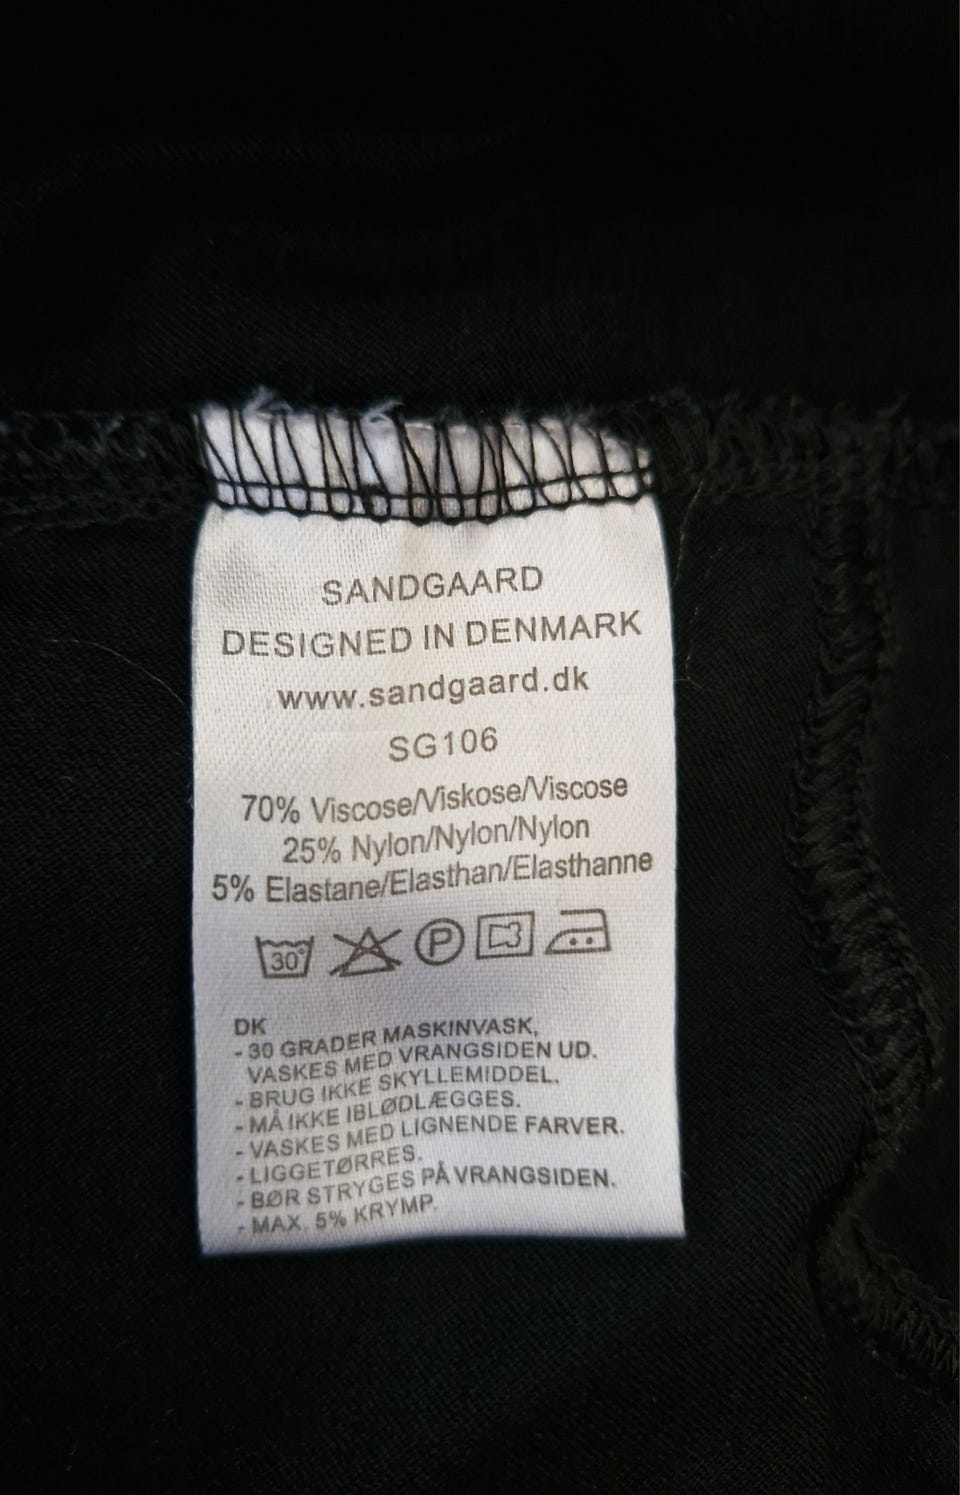 SANDGAARD
DESIGNED IN DENMARK
www.sandgaard.dk
SG106
70% Viscose/Viskose/Viscose
25% Nylon/Nylon/Nylon
5% Elastane/Elasthan/Elasthanne
30° P
DK
- 30 GRADER MASKINVASK,
VASKES MED VRANGSIDEN UD.
- BRUG IKKE SKYLLEMIDDEL.
- MÅ IKKE IBLØDLÆGGES.
- VASKES MED LIGNENDE FARVER.
- LIGGETØRRES.
- BØR STRYGES PÅ VRANGSIDEN.
- MAX. 5% KRYMP.